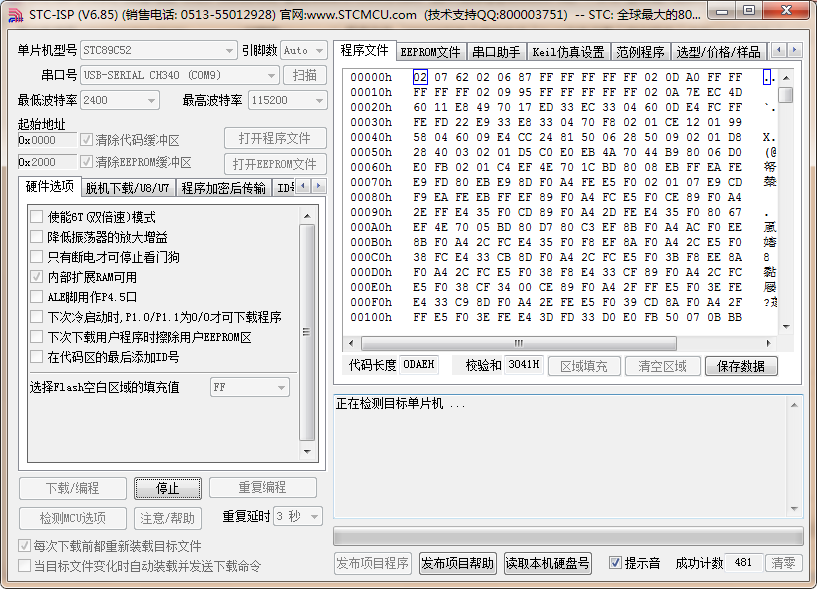 STC-ISP (V6.85) (销售电话: 0513-55012928) 官网:www.STCMCU.com (技术支持QQ:800003751) -- STC: 全球最大的80...
单片机型号 STC89C52 引脚数 Auto
串口号 USB-SERIAL CH340 (COM9) 扫描
最低波特率 2400 最高波特率 115200
起始地址
0x0000 清除代码缓冲区 打开程序文件
0x2000 清除EEPROM缓冲区 打开EEPROM文件
硬件选项 脱机下载/U8/U7 程序加密后传输 ID号
使能6T(双倍速)模式
降低振荡器的放大增益
只有断电才可停止看门狗
内部扩展RAM可用
ALE脚用作P4.5口
下次冷启动时,P1.0/P1.1为0/0才可下载程序
下次下载用户程序时擦除用户EEPROM区
在代码区的最后添加ID号
选择Flash空白区域的填充值 FF
下载/编程 停止 重复编程
检测MCU选项 注意/帮助 重复延时 3 秒
每次下载前都重新装载目标文件
当目标文件变化时自动装载并发送下载命令
程序文件 EEPROM文件 串口助手 Keil仿真设置 范例程序 选型/价格/样品
00000h 02 07 62 02 06 87 FF FF FF FF FF 02 0D A0 FF FF ..
00010h FF FF FF 02 09 95 FF FF FF FF FF 02 0A 7E EC 4D
00020h 60 11 E8 49 70 17 ED 33 EC 33 04 60 0D E4 FC FF `.
00030h FE FD 22 E9 33 E8 33 04 70 F8 02 01 CE 12 01 99
00040h 58 04 60 09 E4 CC 24 81 50 06 28 50 09 02 01 D8 X.
00050h 28 40 03 02 01 D5 C0 E0 EB 4A 70 44 B9 80 06 D0 (@
00060h E0 FB 02 01 C4 EF 4E 70 1C BD 80 08 EB FF EA FE
00070h E9 FD 80 EB E9 8D F0 A4 FE E5 F0 02 01 07 E9 CD
00080h F9 EA FE EB FF EF 89 F0 A4 FC E5 F0 CE 89 F0 A4
00090h 2E FF E4 35 F0 CD 89 F0 A4 2D FE E4 35 F0 80 67 .
000A0h EF 4E 70 05 BD 80 D7 80 C3 EF 8B F0 A4 AC F0 EE
000B0h 8B F0 A4 2C FC E4 35 F0 F8 EF 8A F0 A4 2C E5 F0
000C0h 38 FC E4 33 CB 8D F0 A4 2C FC E5 F0 3B F8 EE 8A 8
000D0h F0 A4 2C FC E5 F0 38 F8 E4 33 CF 89 F0 A4 2C FC
000E0h E5 F0 38 CF 34 00 CE 89 F0 A4 2F FF E5 F0 3E FE
000F0h E4 33 C9 8D F0 A4 2E FE E5 F0 39 CD 8A F0 A4 2F
00100h FF E5 F0 3E FE E4 3D FD 33 D0 E0 FB 50 07 0B BB
代码长度 0DAEH 校验和 3041H 区域填充 清空区域 保存数据
正在检测目标单片机 ...
发布项目程序 发布项目帮助 读取本机硬盘号 提示音 成功计数 481 清零